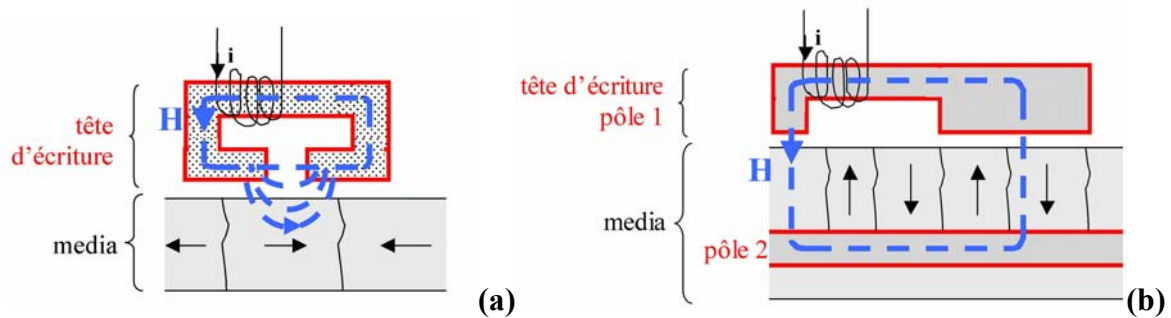 i
H
tête
d'écriture
media
(a)
i
tête d'écriture
pôle 1
H
media
pôle 2
(b)